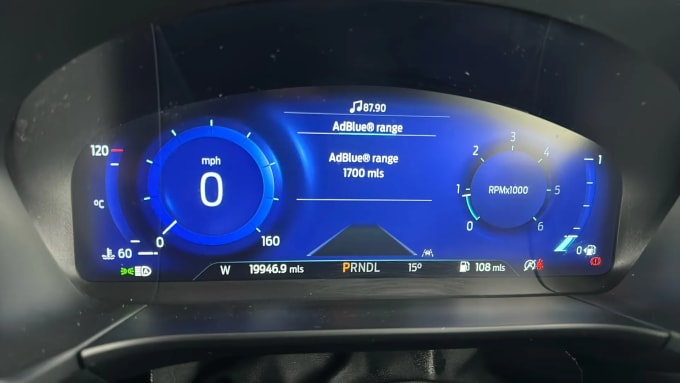 87.90
AdBlue® range
AdBlue® range
1700 mls
120
°C
60
mph
0
0
160
0
1
2
3
4
5
6
RPMx1000
1
0
W
19946.9 mls
PRNDL
15°
108 mls